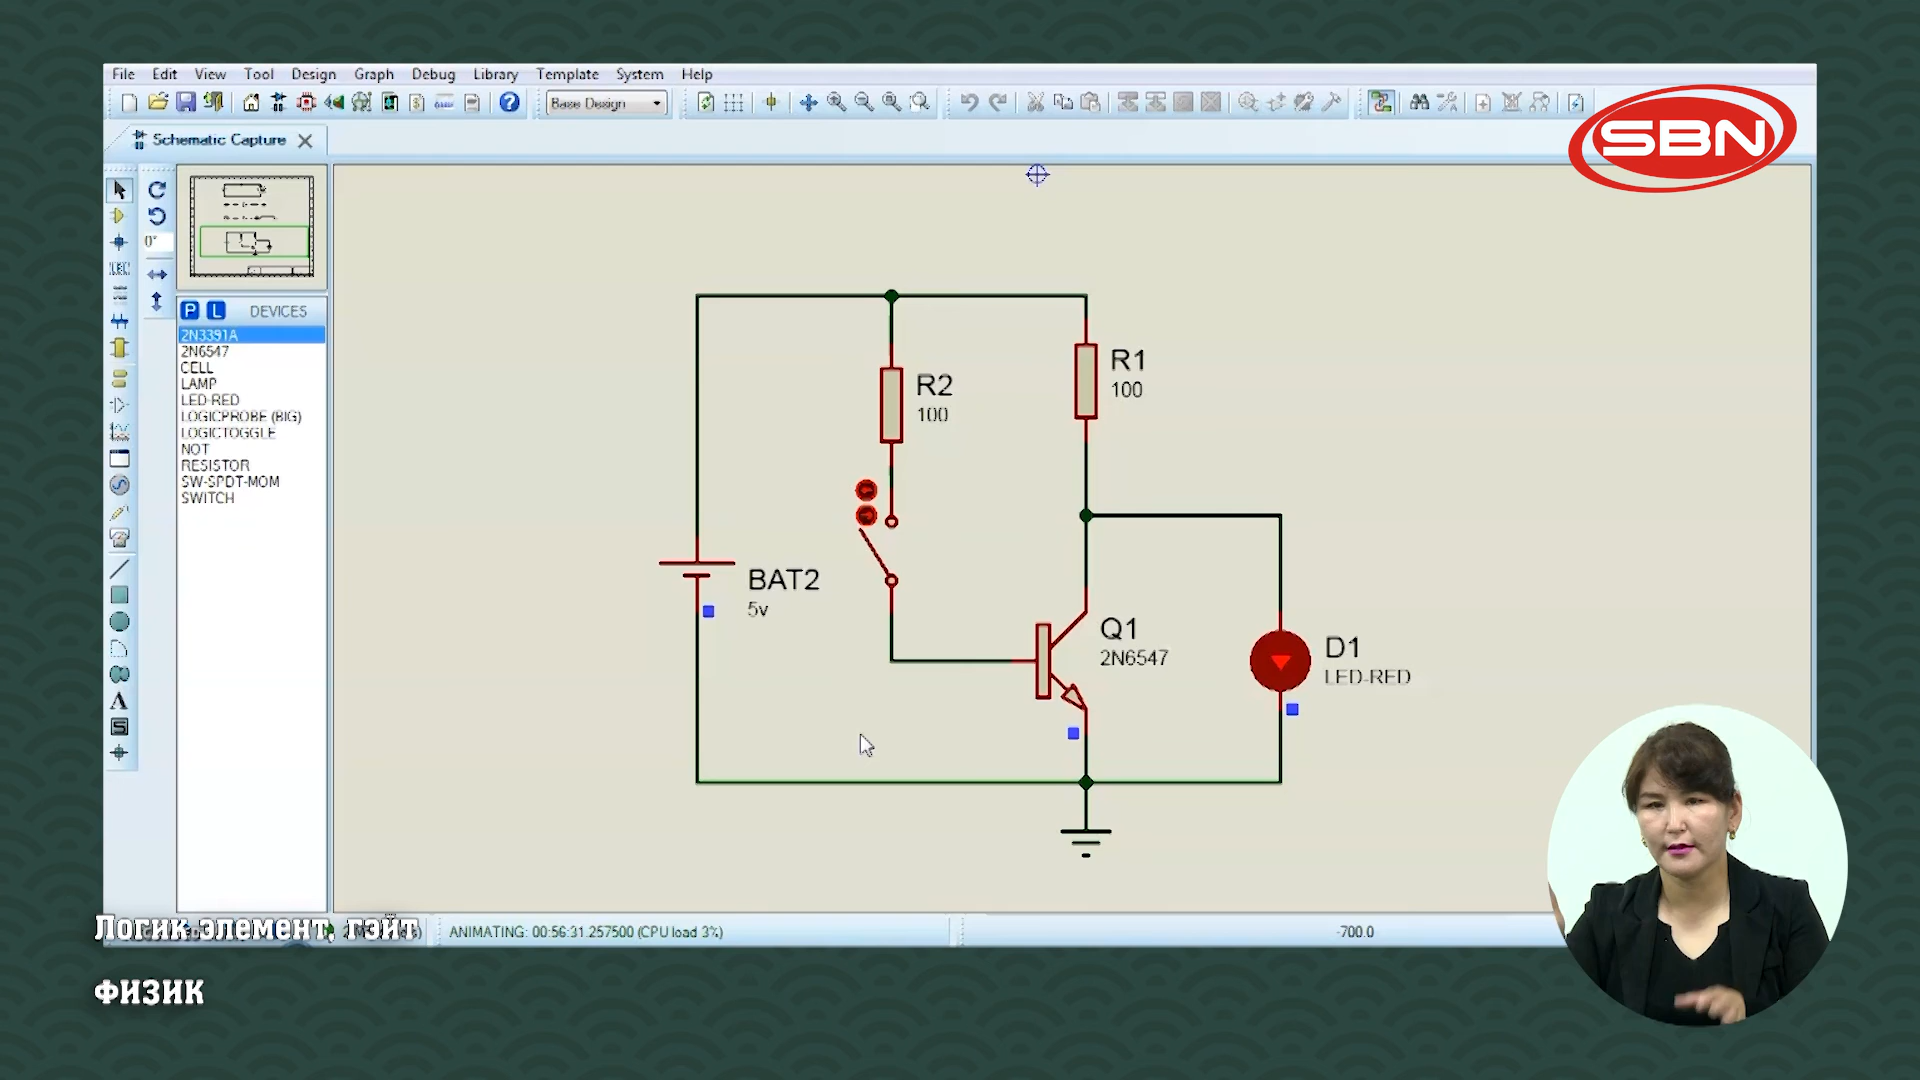 File Edit View Tool Design Graph Debug Library Template System Help
Base Design
SBN
Schematic Capture
0°
P L DEVICES
2N3391A
2N6547
CELL
LAMP
LED-RED
LOGICPROBE (BIG)
LOGICTOGGLE
NOT
RESISTOR
SW-SPDT-MOM
SWITCH
R1
100
R2
100
BAT2
5v
Q1
2N6547
D1
LED-RED
Логик элемент, гэйт
ANIMATING: 00:56:31.257500 (CPU load 3%)
-700.0
ФИЗИК